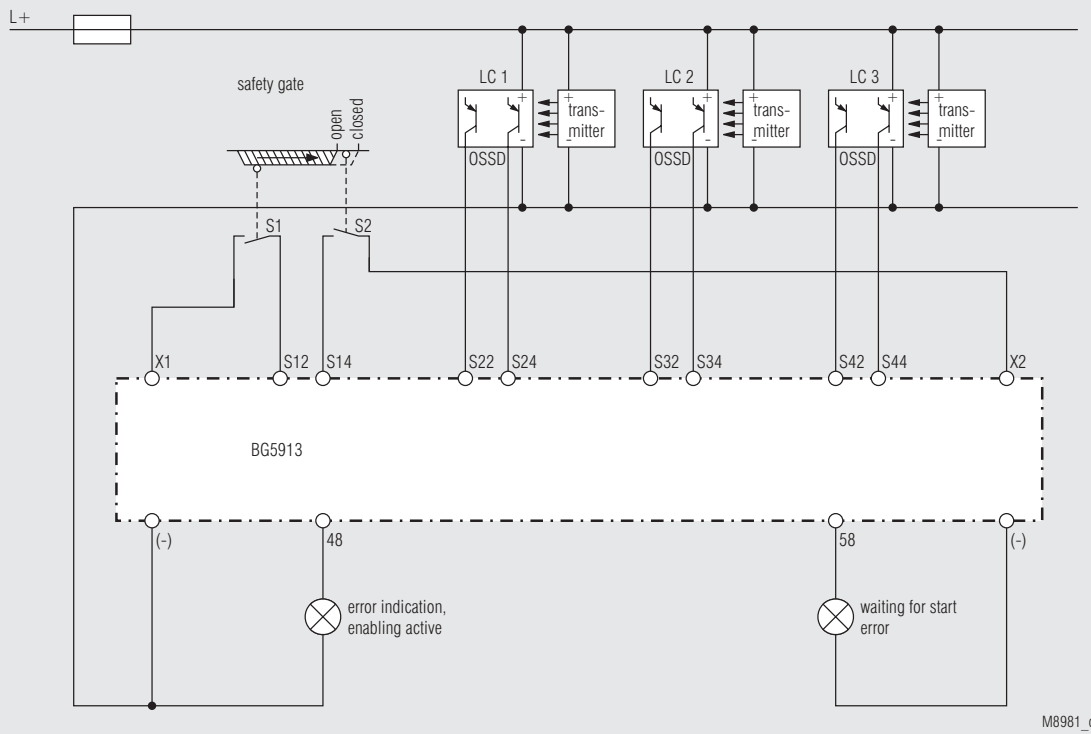 L+
safety gate
open
closed
LC 1
LC 2
LC 3
+
+
trans-
mitter
-
-
OSSD
+
+
trans-
mitter
-
-
OSSD
+
+
trans-
mitter
-
-
OSSD
S1
S2
X1
S12
S14
S22
S24
S32
S34
S42
S44
X2
BG5913
(-)
48
58
(-)
error indication,
enabling active
waiting for start
error